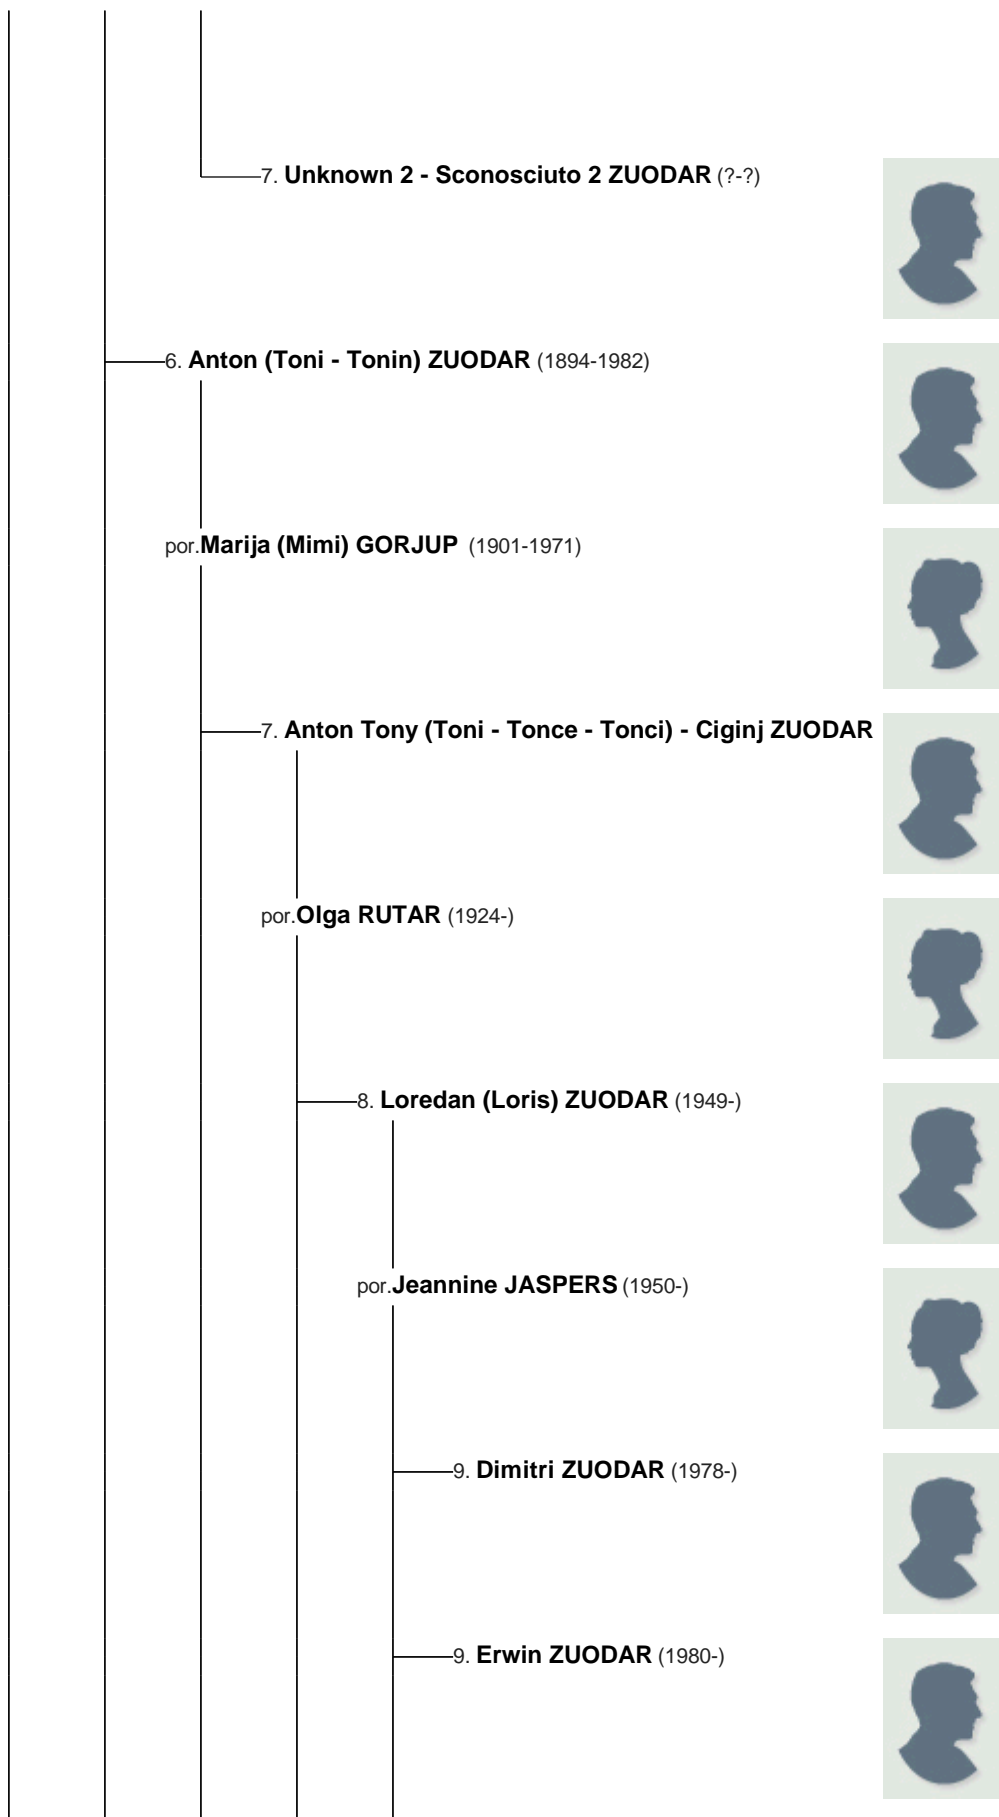 7. Unknown 2 - Sconosciuto 2 ZUODAR (?-?)
6. Anton (Toni - Tonin) ZUODAR (1894-1982)
por.Marija (Mimi) GORJUP (1901-1971)
7. Anton Tony (Toni - Tonce - Tonci) - Ciginj ZUODAR
por.Olga RUTAR (1924-)
8. Loredan (Loris) ZUODAR (1949-)
por.Jeannine JASPERS (1950-)
9. Dimitri ZUODAR (1978-)
9. Erwin ZUODAR (1980-)